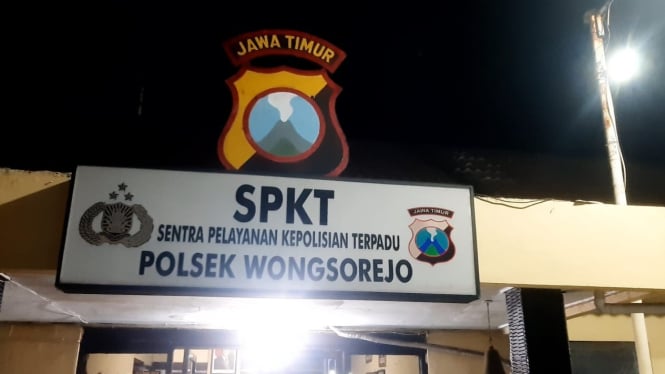 JAWA TIMUR
SPKT
SENTRA PELAYANAN KEPOLISIAN TERPADU
POLSEK WONGSOREJO
JAWA TIMUR